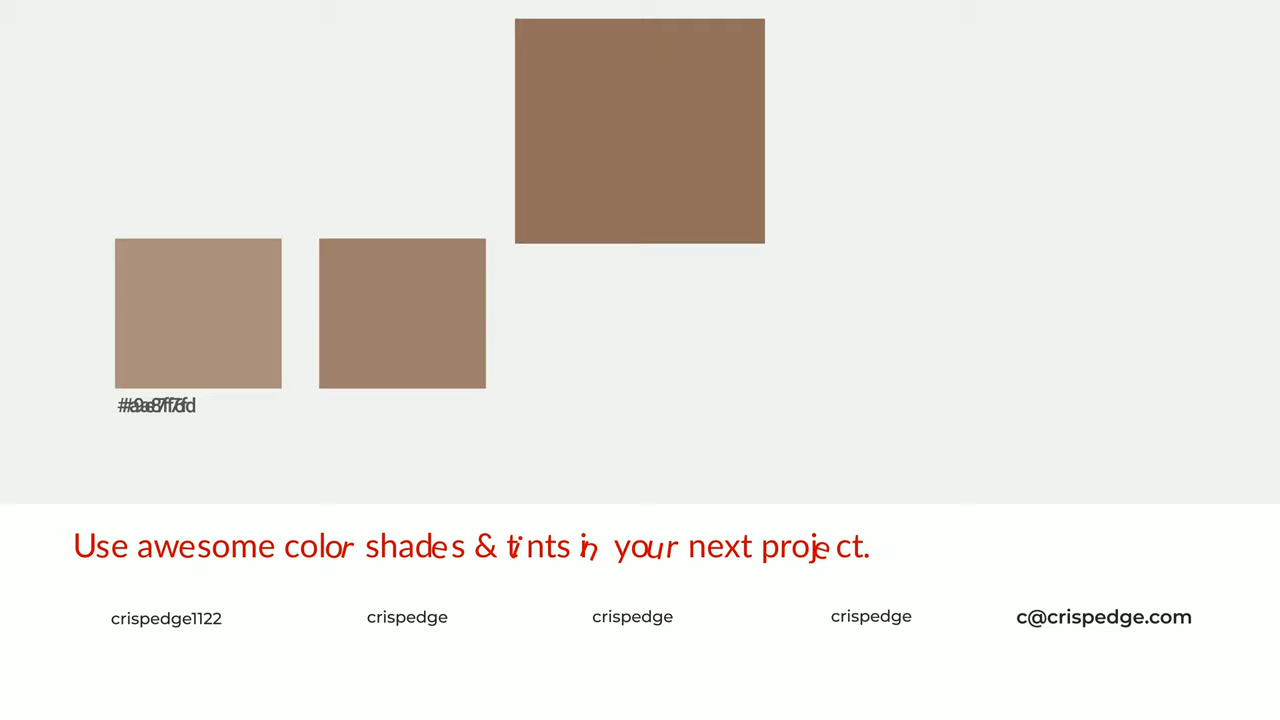 Use awesome color shades & tints in your next project.
crispedge1122 crispedge crispedge crispedge c@crispedge.com